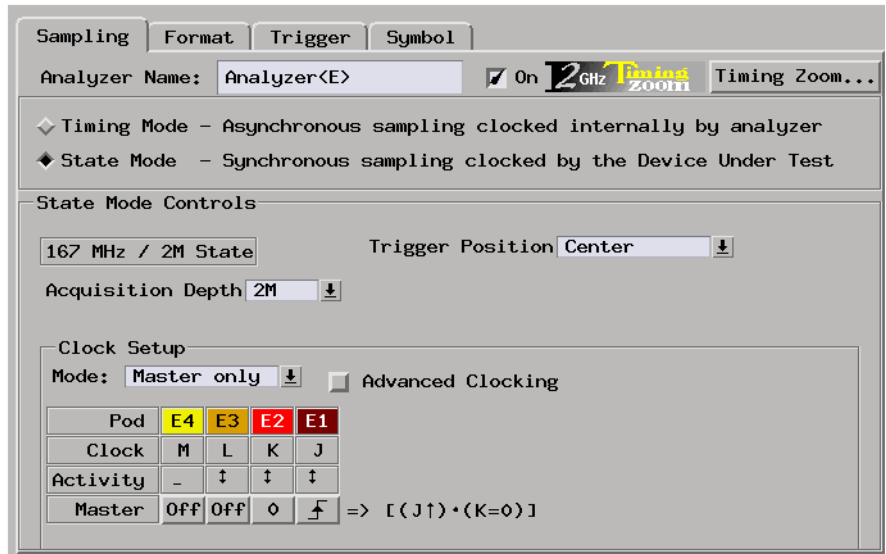 Sampling Format Trigger Symbol
Analyzer Name: Analyzer<E> On 2GHz Timing Zoom Timing Zoom...
Timing Mode - Asynchronous sampling clocked internally by analyzer
State Mode - Synchronous sampling clocked by the Device Under Test
State Mode Controls
167 MHz / 2M State Trigger Position Center
Acquisition Depth 2M
Clock Setup
Mode: Master only Advanced Clocking
Pod E4 E3 E2 E1
Clock M L K J
Activity - ↕ ↕ ↕
Master Off Off 0 => [(J↑)·(K=0)]